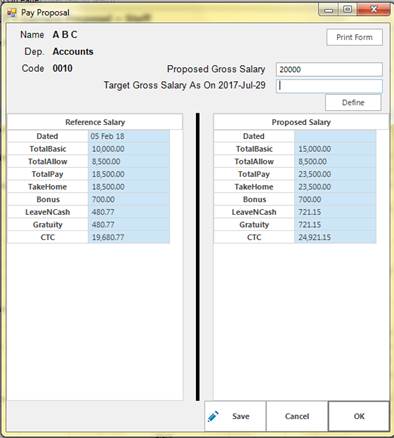 Pay Proposal
Name A B C
Print Form
Dep. Accounts
Code 0010
Proposed Gross Salary 20000
Target Gross Salary As On 2017-Jul-29
Define
Reference Salary
Dated 05 Feb 18
TotalBasic 10,000.00
TotalAllow 8,500.00
TotalPay 18,500.00
TakeHome 18,500.00
Bonus 700.00
LeaveNCash 480.77
Gratuity 480.77
CTC 19,680.77
Proposed Salary
Dated
TotalBasic 15,000.00
TotalAllow 8,500.00
TotalPay 23,500.00
TakeHome 23,500.00
Bonus 700.00
LeaveNCash 721.15
Gratuity 721.15
CTC 24,921.15
Save Cancel OK